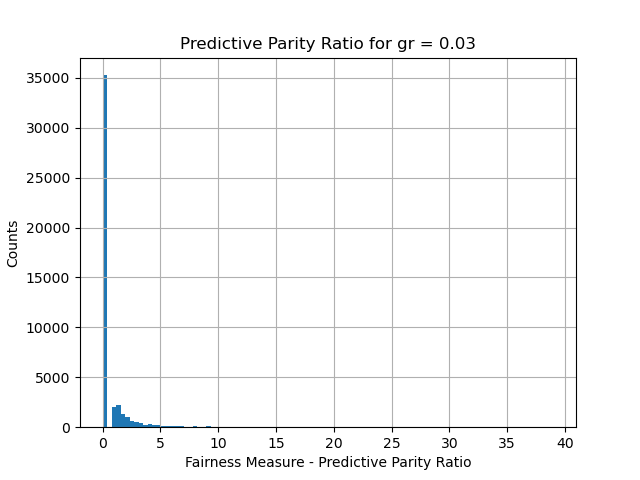 Predictive Parity Ratio for gr = 0.03
35000
30000
25000
20000
15000
10000
5000
0
Counts
0 5 10 15 20 25 30 35 40
Fairness Measure - Predictive Parity Ratio